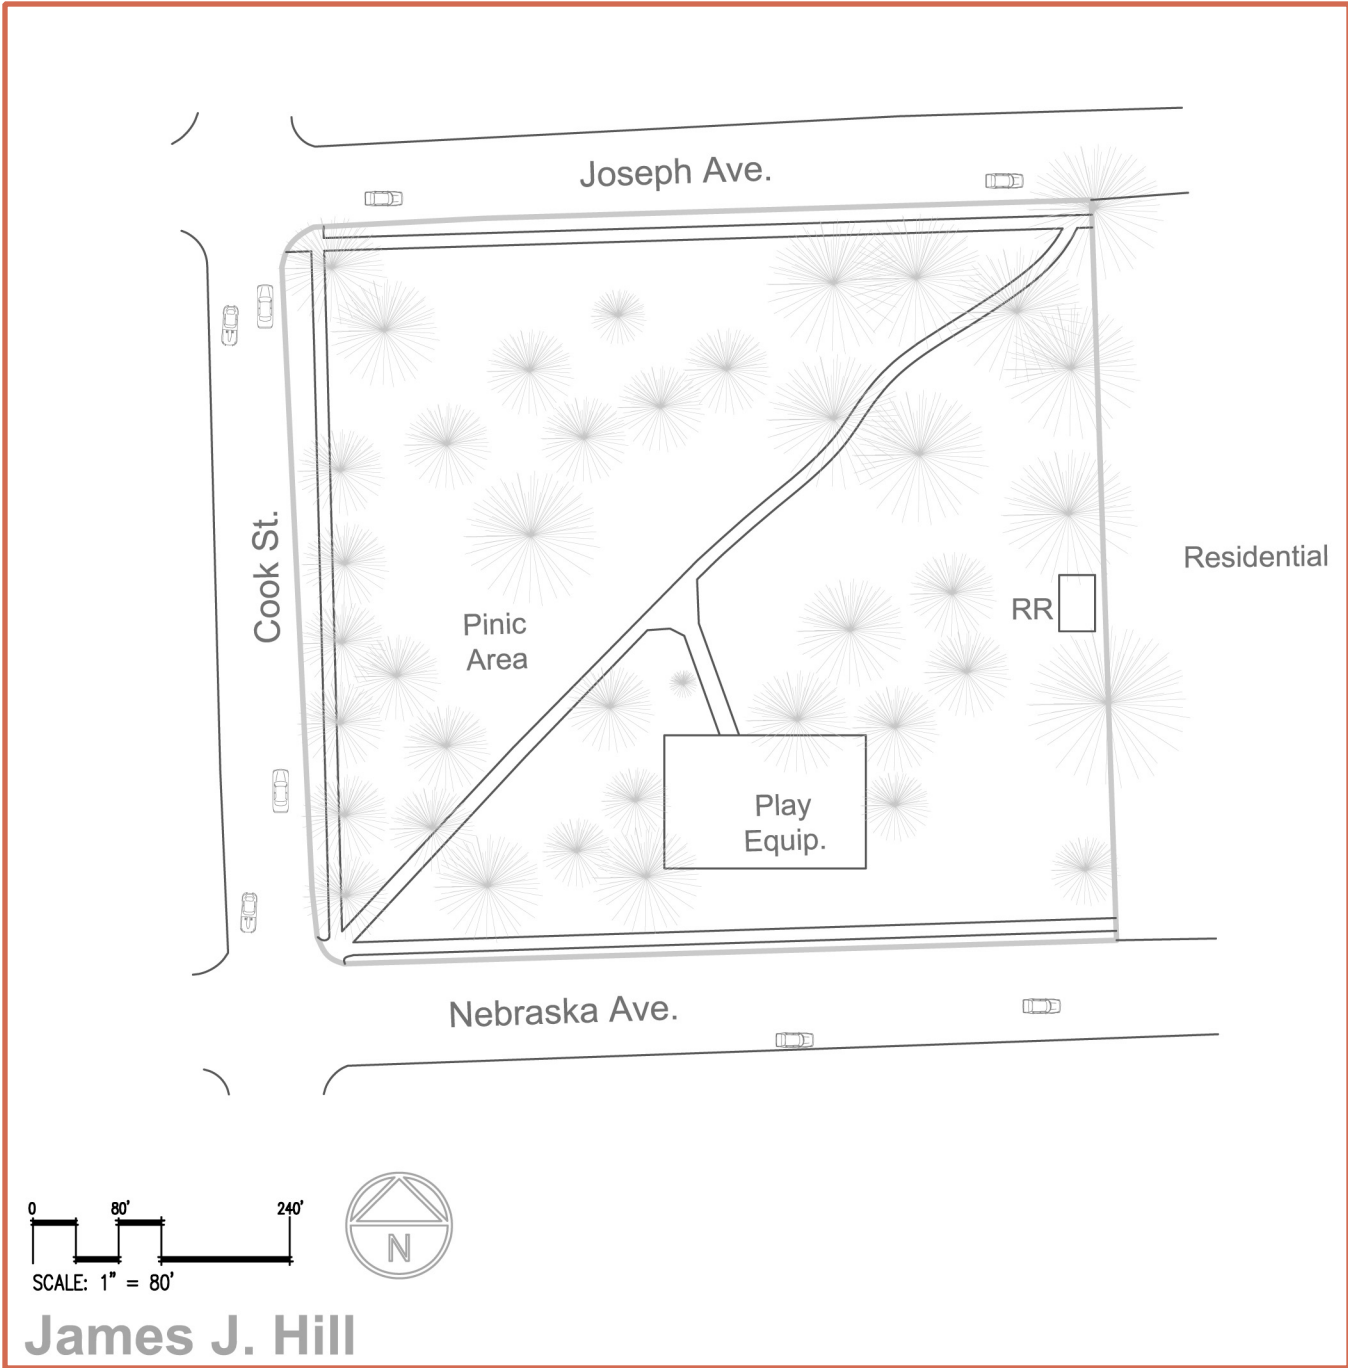 Joseph Ave.
Cook St.
Residential
RR
Pinic
Area
Play
Equip.
Nebraska Ave.
0 80' 240'
SCALE: 1" = 80'
N
James J. Hill